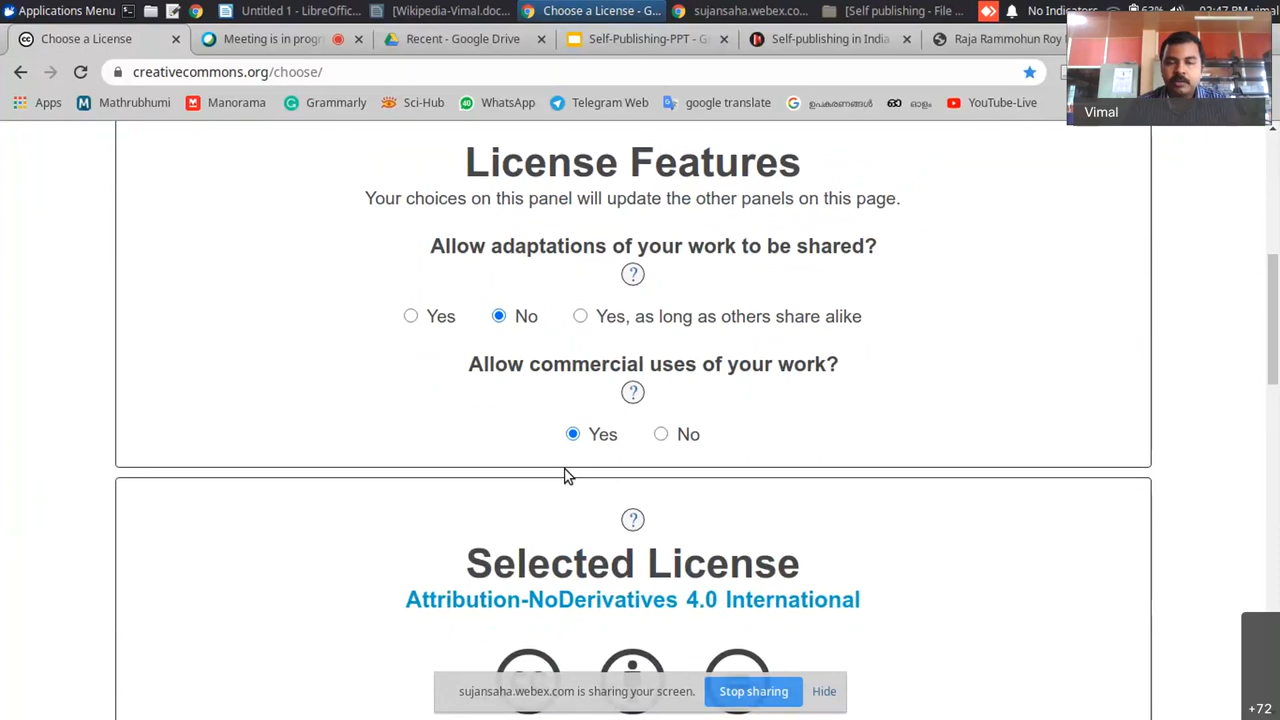 Applications Menu
Untitled 1 - LibreOffic...
[Wikipedia-Vimal.doc...
Choose a License - G...
sujansaha.webex.co...
[Self publishing - File ...
No Indicators
63%
Choose a License
Meeting is in progr
Recent - Google Drive
Self-Publishing-PPT - G
Self-publishing in India
Raja Rammohun Roy
creativecommons.org/choose/
Apps
Mathrubhumi
Manorama
Grammarly
Sci-Hub
WhatsApp
Telegram Web
google translate
ഉപകരണങ്ങൾ
ഓളം
YouTube-Live
Vimal
License Features
Your choices on this panel will update the other panels on this page.
Allow adaptations of your work to be shared?
?
Yes No Yes, as long as others share alike
Allow commercial uses of your work?
?
Yes No
?
Selected License
Attribution-NoDerivatives 4.0 International
sujansaha.webex.com is sharing your screen. Stop sharing Hide
+72